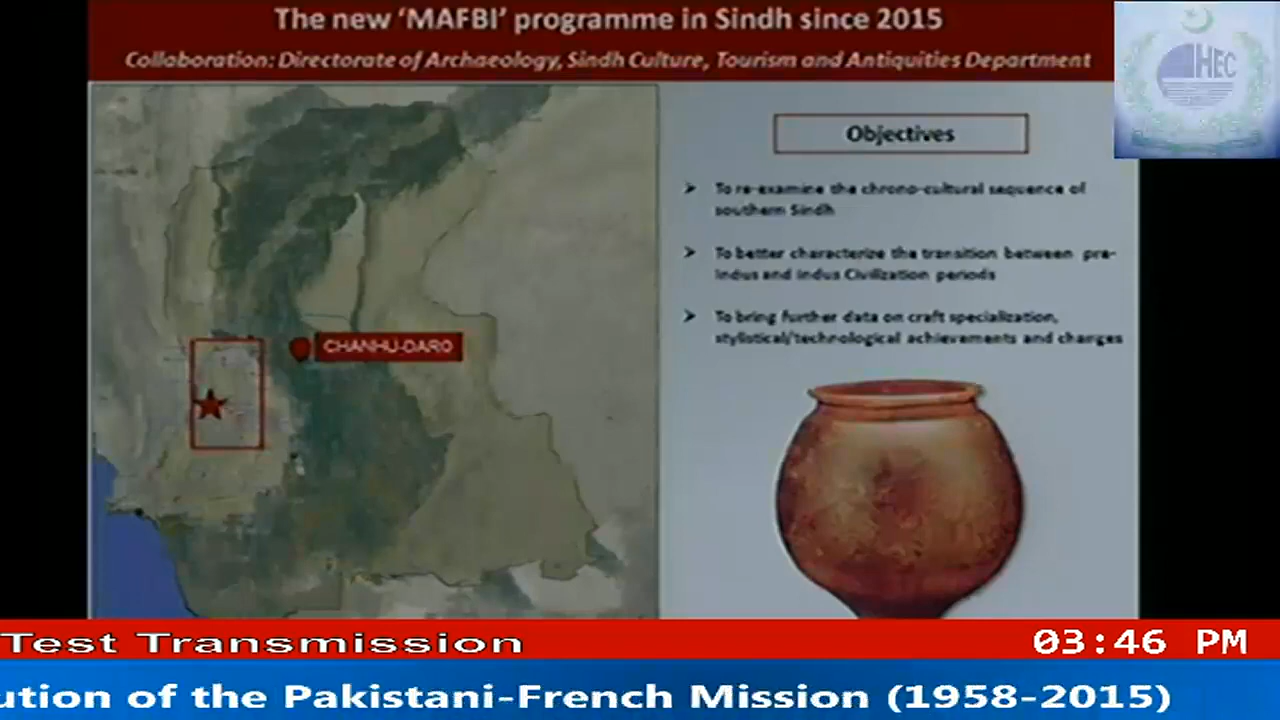 The new ‘MAFBI’ programme in Sindh since 2015
Collaboration: Directorate of Archaeology, Sindh Culture, Tourism and Antiquities Department
HEC
Objectives
➢ To re-examine the chrono-cultural sequence of
southern Sindh
➢ To better characterize the transition between pre-
Indus and Indus Civilization periods
➢ To bring further data on craft specialization,
stylistical/technological achievements and changes
CHANHU-DARO
Test Transmission
03:46 PM
ution of the Pakistani-French Mission (1958-2015)